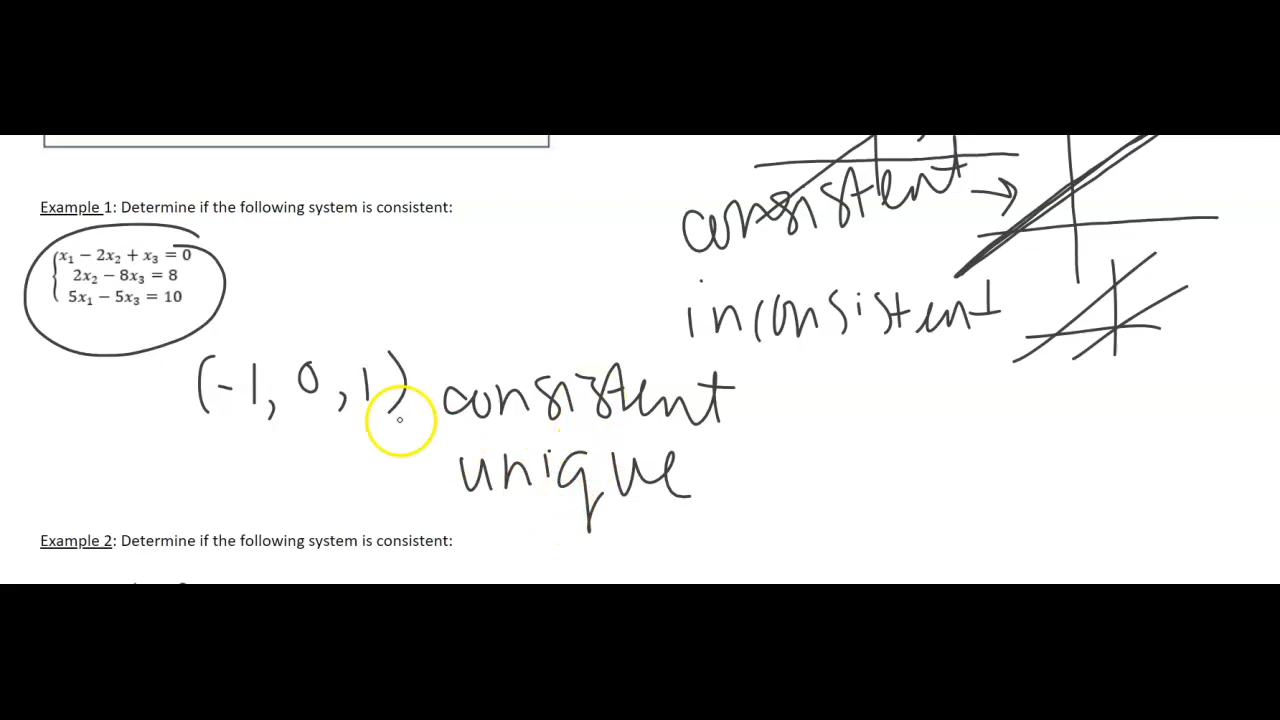 Example 1: Determine if the following system is consistent:
x₁ − 2x₂ + x₃ = 0
2x₂ − 8x₃ = 8
5x₁ − 5x₃ = 10
consistent →
inconsistent
(-1, 0, 1) consistent
unique
Example 2: Determine if the following system is consistent: